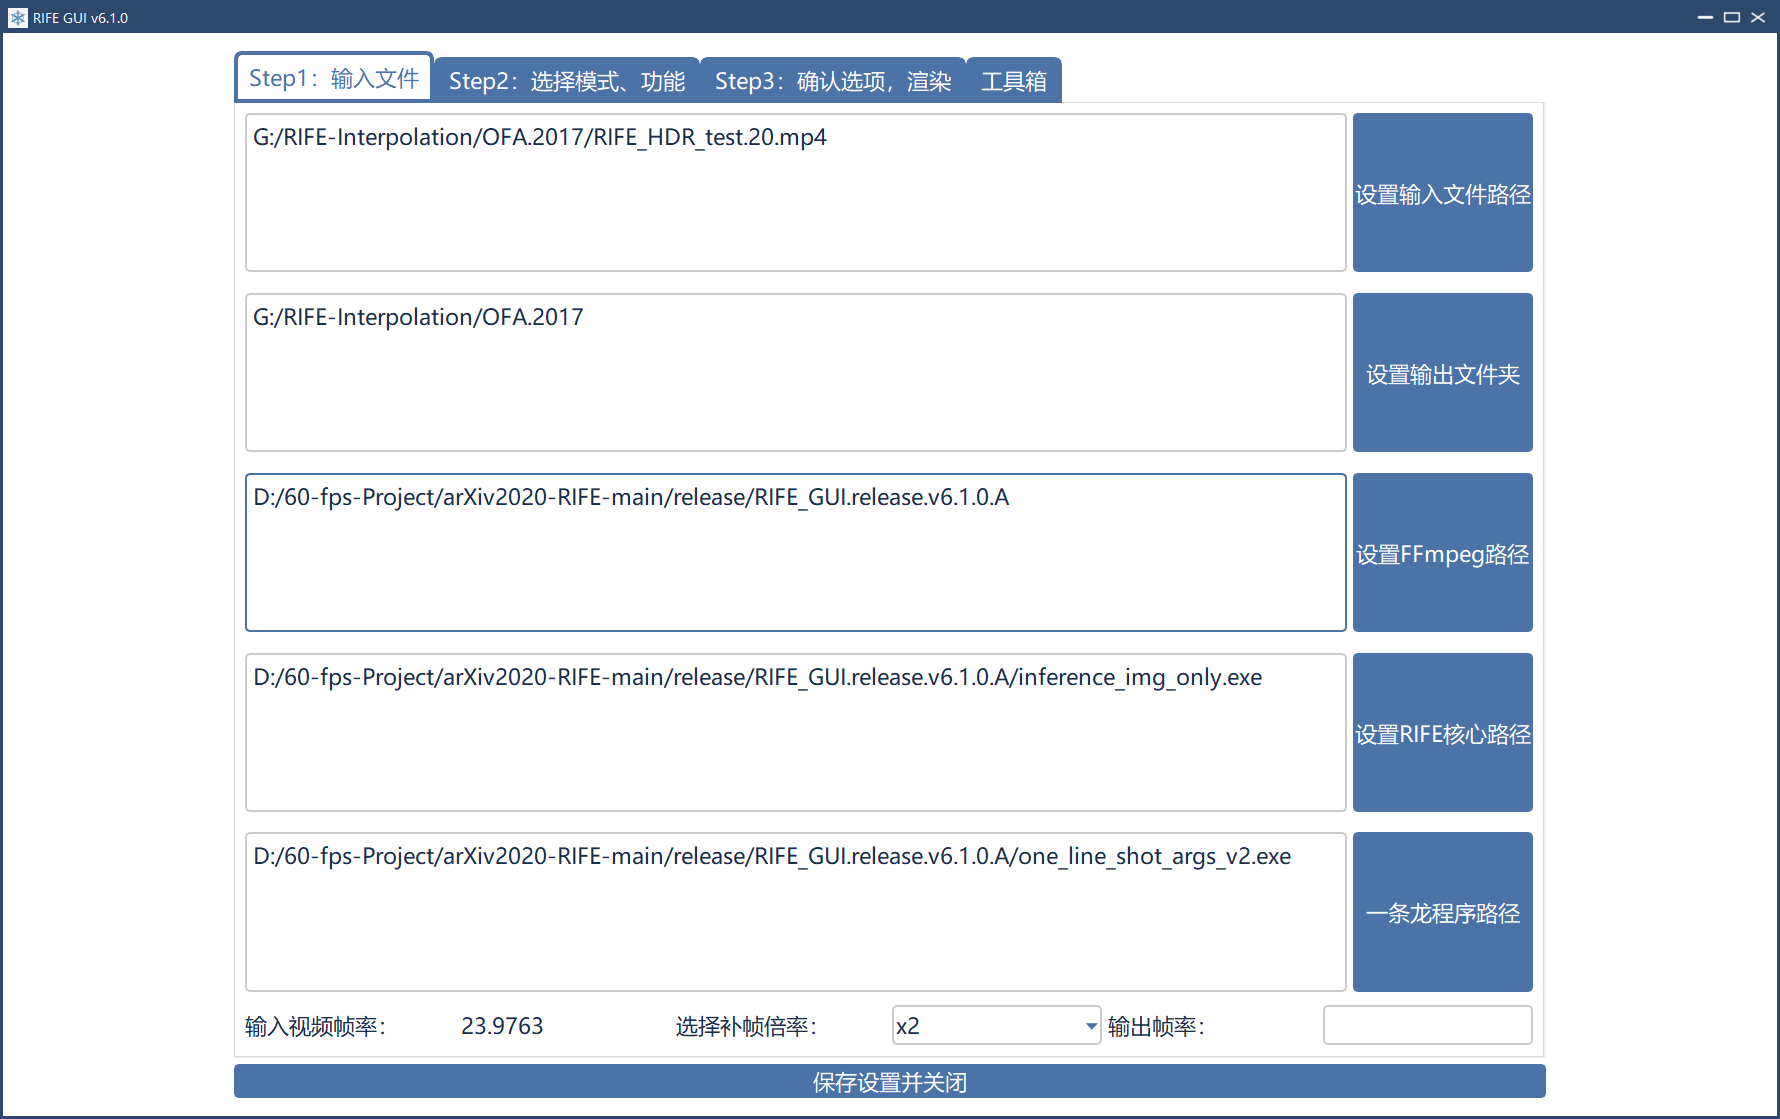 RIFE GUI v6.1.0
Step1：输入文件
Step2：选择模式、功能
Step3：确认选项，渲染
工具箱
G:/RIFE-Interpolation/OFA.2017/RIFE_HDR_test.20.mp4
设置输入文件路径
G:/RIFE-Interpolation/OFA.2017
设置输出文件夹
D:/60-fps-Project/arXiv2020-RIFE-main/release/RIFE_GUI.release.v6.1.0.A
设置FFmpeg路径
D:/60-fps-Project/arXiv2020-RIFE-main/release/RIFE_GUI.release.v6.1.0.A/inference_img_only.exe
设置RIFE核心路径
D:/60-fps-Project/arXiv2020-RIFE-main/release/RIFE_GUI.release.v6.1.0.A/one_line_shot_args_v2.exe
一条龙程序路径
输入视频帧率： 23.9763 选择补帧倍率： x2 输出帧率：
保存设置并关闭